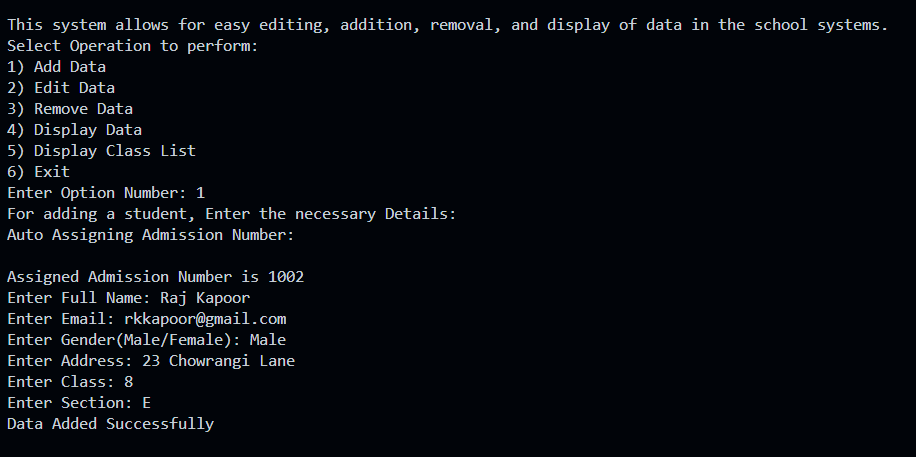 This system allows for easy editing, addition, removal, and display of data in the school systems.
Select Operation to perform:
1) Add Data
2) Edit Data
3) Remove Data
4) Display Data
5) Display Class List
6) Exit
Enter Option Number: 1
For adding a student, Enter the necessary Details:
Auto Assigning Admission Number:
Assigned Admission Number is 1002
Enter Full Name: Raj Kapoor
Enter Email: rkkapoor@gmail.com
Enter Gender(Male/Female): Male
Enter Address: 23 Chowrangi Lane
Enter Class: 8
Enter Section: E
Data Added Successfully